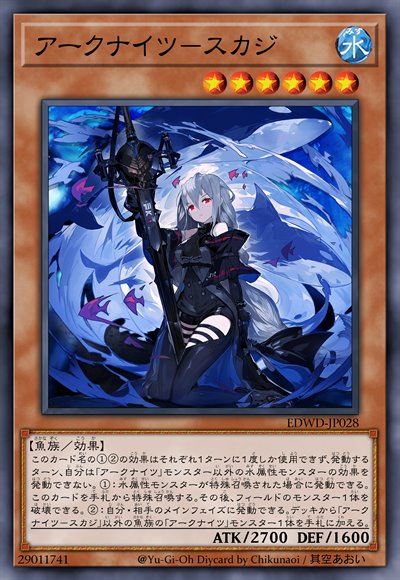 アークナイツースカジ
みず
水
EDWD-JP028
【魚族／効果】
このカード名の①②の効果はそれぞれ１ターンに１度しか使用できず、発動する
ターン、自分は「アークナイツ」モンスター以外の水属性モンスターの効果を
発動できない。①：水属性モンスターが特殊召喚された場合に発動できる。
このカードを手札から特殊召喚する。その後、フィールドのモンスター１体を
破壊できる。②：自分・相手のメインフェイズに発動できる。デッキから「アーク
ナイツースカジ」以外の魚族の「アークナイツ」モンスター１体を手札に加える。
ATK/2700 DEF/1600
29011741
@Yu-Gi-Oh Diycard by Chikunaoi / 其空あおい